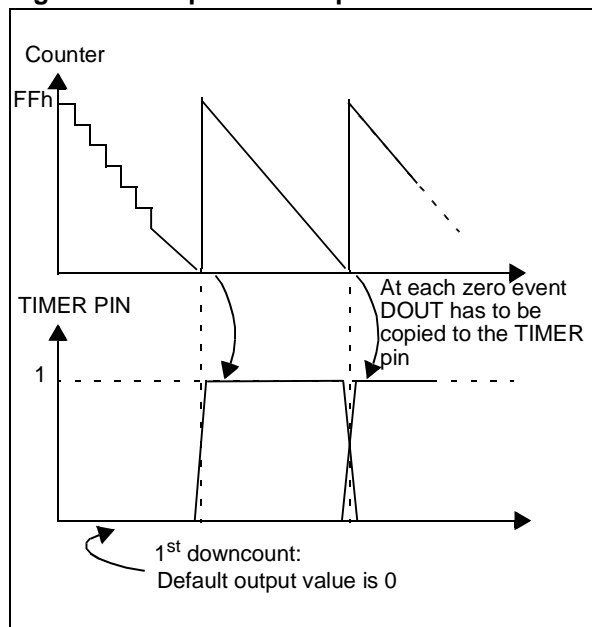 Counter
FFh
At each zero event
DOUT has to be
copied to the TIMER
pin
TIMER PIN
1
1st downcount:
Default output value is 0